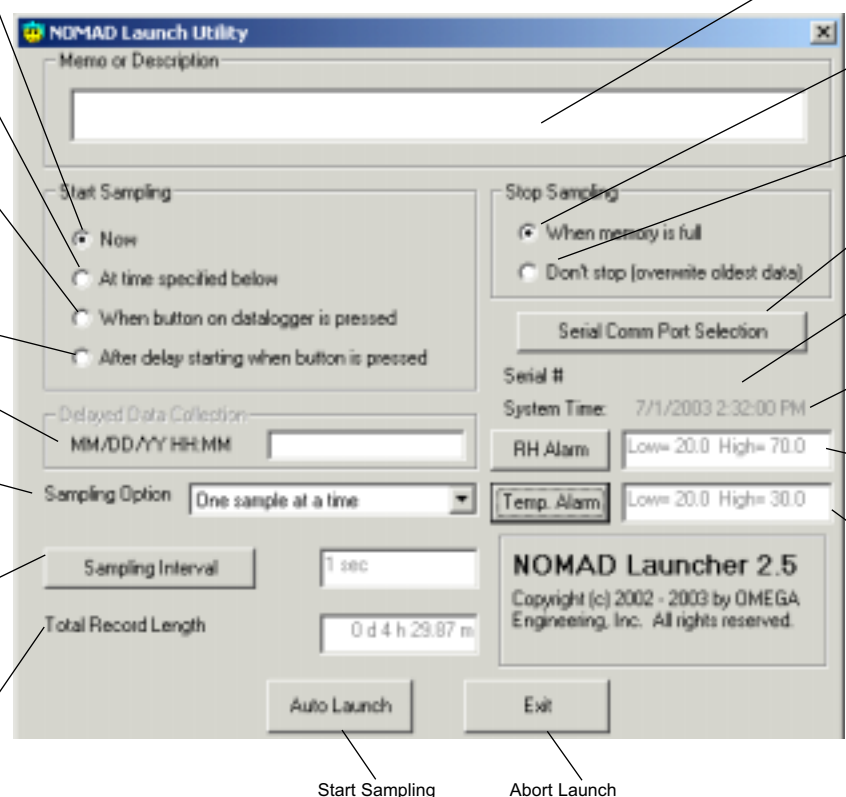 NOMAD Launch Utility
Memo or Description
Start Sampling
Now
At time specified below
When button on datalogger is pressed
After delay starting when button is pressed
Stop Sampling
When memory is full
Don't stop (overwrite oldest data)
Serial Comm Port Selection
Serial #
System Time: 7/1/2003 2:32:00 PM
Delayed Data Collection
MM/DD/YY HH:MM
RH Alarm Low= 20.0 High= 70.0
Sampling Option One sample at a time
Temp. Alarm Low= 20.0 High= 30.0
Sampling Interval 1 sec
Total Record Length 0 d 4 h 29.87 m
NOMAD Launcher 2.5
Copyright (c) 2002 - 2003 by OMEGA
Engineering, Inc. All rights reserved.
Auto Launch
Exit
Start Sampling
Abort Launch